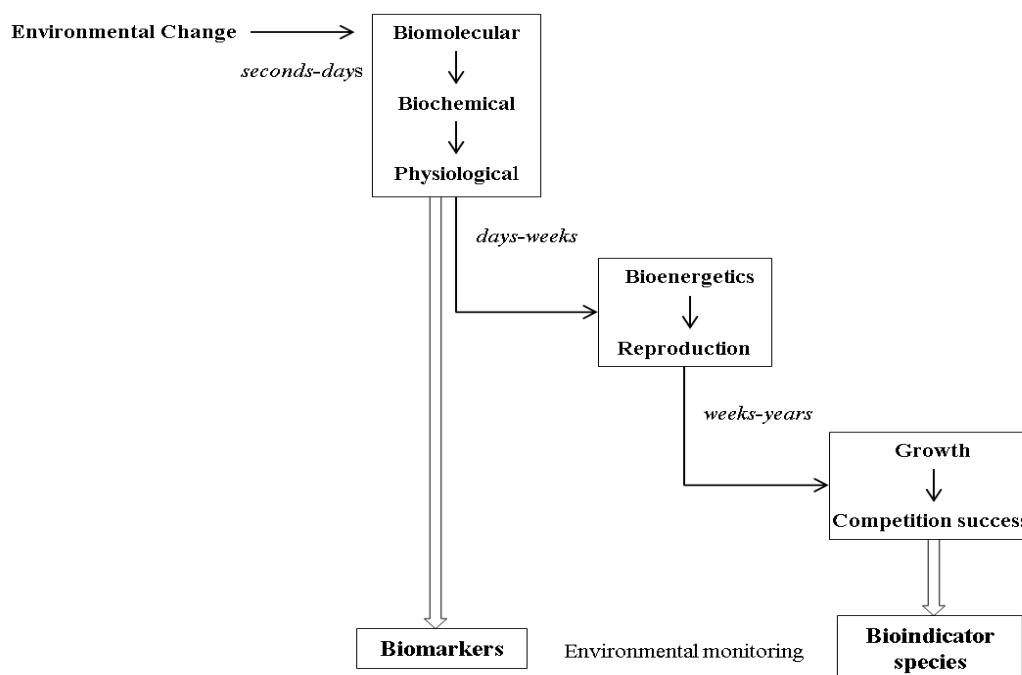 Environmental Change
Biomolecular
seconds-days
Biochemical
Physiological
days-weeks
Bioenergetics
Reproduction
weeks-years
Growth
Competition success
Biomarkers
Environmental monitoring
Bioindicator
species